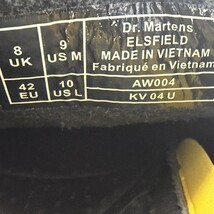 8 UK
9 US M
42 EU
10 US L
Dr. Martens
ELSFIELD
MADE IN VIETNAM
Fabriqué en Vietnam
AW004
KV 04 U